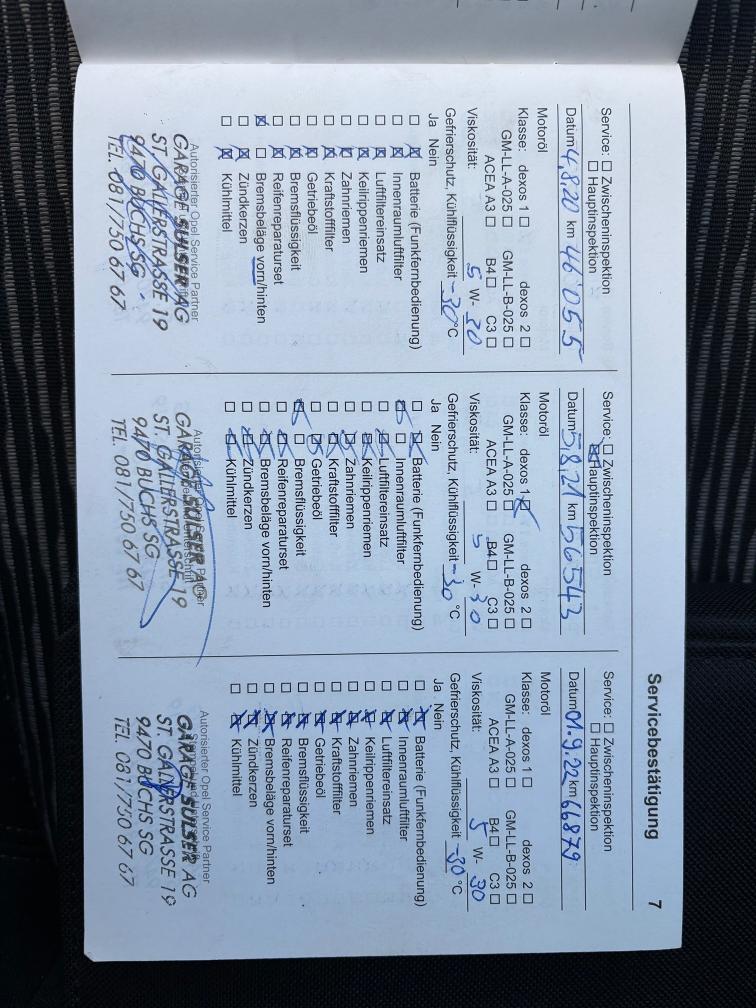 Servicebestätigung 7
Service: ☐ Zwischeninspektion
☐ Hauptinspektion
Datum 4.8.20 km 46'055
Motoröl
Klasse: dexos 1 ☐ dexos 2 ☐
GM-LL-A-025 ☐ GM-LL-B-025 ☐
ACEA A3 ☐ B4 ☐ C3 ☐
Viskosität: 5 W- 30
Gefrierschutz, Kühlflüssigkeit -30 °C
Ja Nein
☐ ☒ Batterie (Funkfernbedienung)
☐ ☒ Innenraumluftfilter
☐ ☒ Luftfiltereinsatz
☐ ☒ Keilrippenriemen
☐ ☒ Zahnriemen
☐ ☒ Kraftstofffilter
☐ ☒ Getriebeöl
☐ ☒ Bremsflüssigkeit
☐ ☒ Reifenreparaturset
☒ ☐ Bremsbeläge vorn/hinten
☐ ☒ Zündkerzen
☐ ☒ Kühlmittel
Autorisierter Opel Service Partner
GARAGE SULSER AG
ST. GALLERSTRASSE 19
9470 BUCHS SG
TEL. 081/750 67 67
Service: ☐ Zwischeninspektion
☒ Hauptinspektion
Datum 5.8.21 km 56543
Motoröl
Klasse: dexos 1 ☒ dexos 2 ☐
GM-LL-A-025 ☐ GM-LL-B-025 ☐
ACEA A3 ☐ B4 ☐ C3 ☐
Viskosität: 5 W- 30
Gefrierschutz, Kühlflüssigkeit -30 °C
Ja Nein
☐ ☒ Batterie (Funkfernbedienung)
☒ ☐ Innenraumluftfilter
☐ ☒ Luftfiltereinsatz
☐ ☒ Keilrippenriemen
☐ ☒ Zahnriemen
☐ ☒ Kraftstofffilter
☐ ☒ Getriebeöl
☒ ☐ Bremsflüssigkeit
☐ ☒ Reifenreparaturset
☐ ☒ Bremsbeläge vorn/hinten
☐ ☒ Zündkerzen
☐ ☒ Kühlmittel
Autorisierter Opel Service Partner
GARAGE SULSER AG
ST. GALLERSTRASSE 19
9470 BUCHS SG
TEL. 081/750 67 67
Service: ☐ Zwischeninspektion
☐ Hauptinspektion
Datum 01.9.22 km 66879
Motoröl
Klasse: dexos 1 ☐ dexos 2 ☐
GM-LL-A-025 ☐ GM-LL-B-025 ☐
ACEA A3 ☐ B4 ☐ C3 ☐
Viskosität: 5 W- 30
Gefrierschutz, Kühlflüssigkeit -30 °C
Ja Nein
☐ ☒ Batterie (Funkfernbedienung)
☐ ☒ Innenraumluftfilter
☐ ☒ Luftfiltereinsatz
☐ ☒ Keilrippenriemen
☐ ☒ Zahnriemen
☐ ☒ Kraftstofffilter
☐ ☒ Getriebeöl
☐ ☒ Bremsflüssigkeit
☐ ☒ Reifenreparaturset
☐ ☒ Bremsbeläge vorn/hinten
☐ ☒ Zündkerzen
☐ ☒ Kühlmittel
Autorisierter Opel Service Partner
GARAGE SULSER AG
ST. GALLERSTRASSE 19
9470 BUCHS SG
TEL. 081/750 67 67